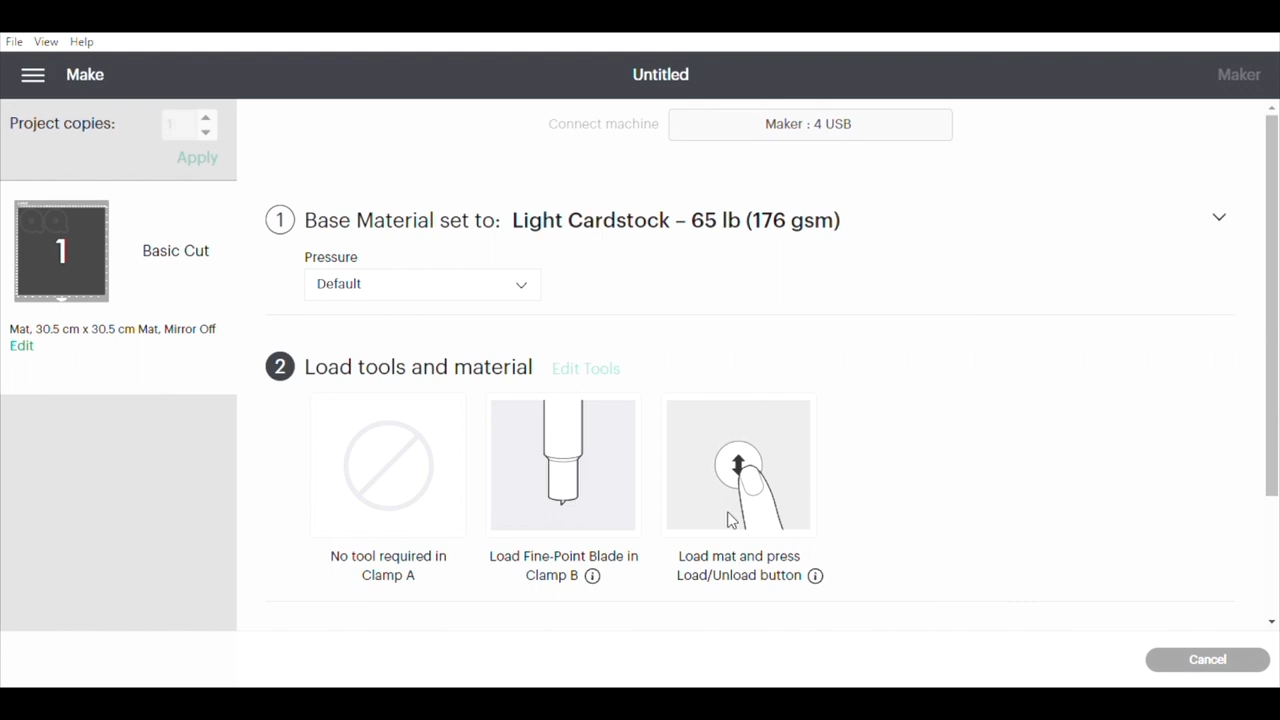 File View Help
Make
Untitled
Maker
Project copies:
1
Apply
Connect machine
Maker : 4 USB
1 Base Material set to: Light Cardstock – 65 lb (176 gsm)
Pressure
Default
aa
1
Basic Cut
Mat, 30.5 cm x 30.5 cm Mat, Mirror Off
Edit
2 Load tools and material Edit Tools
No tool required in
Clamp A
Load Fine-Point Blade in
Clamp B
Load mat and press
Load/Unload button
Cancel